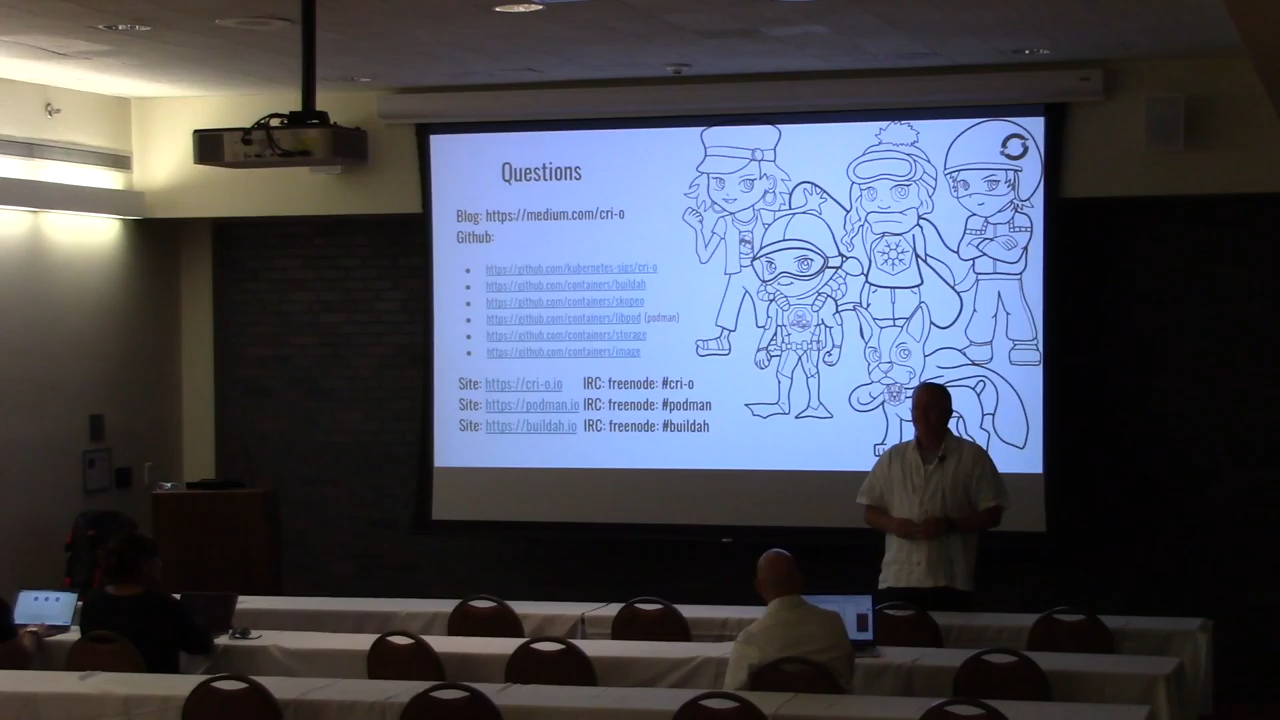 Questions
Blog: https://medium.com/cri-o
Github:
https://github.com/kubernetes-sigs/cri-o
https://github.com/containers/buildah
https://github.com/containers/skopeo
https://github.com/containers/libpod (podman)
https://github.com/containers/storage
https://github.com/containers/image
Site: https://cri-o.io IRC: freenode: #cri-o
Site: https://podman.io IRC: freenode: #podman
Site: https://buildah.io IRC: freenode: #buildah